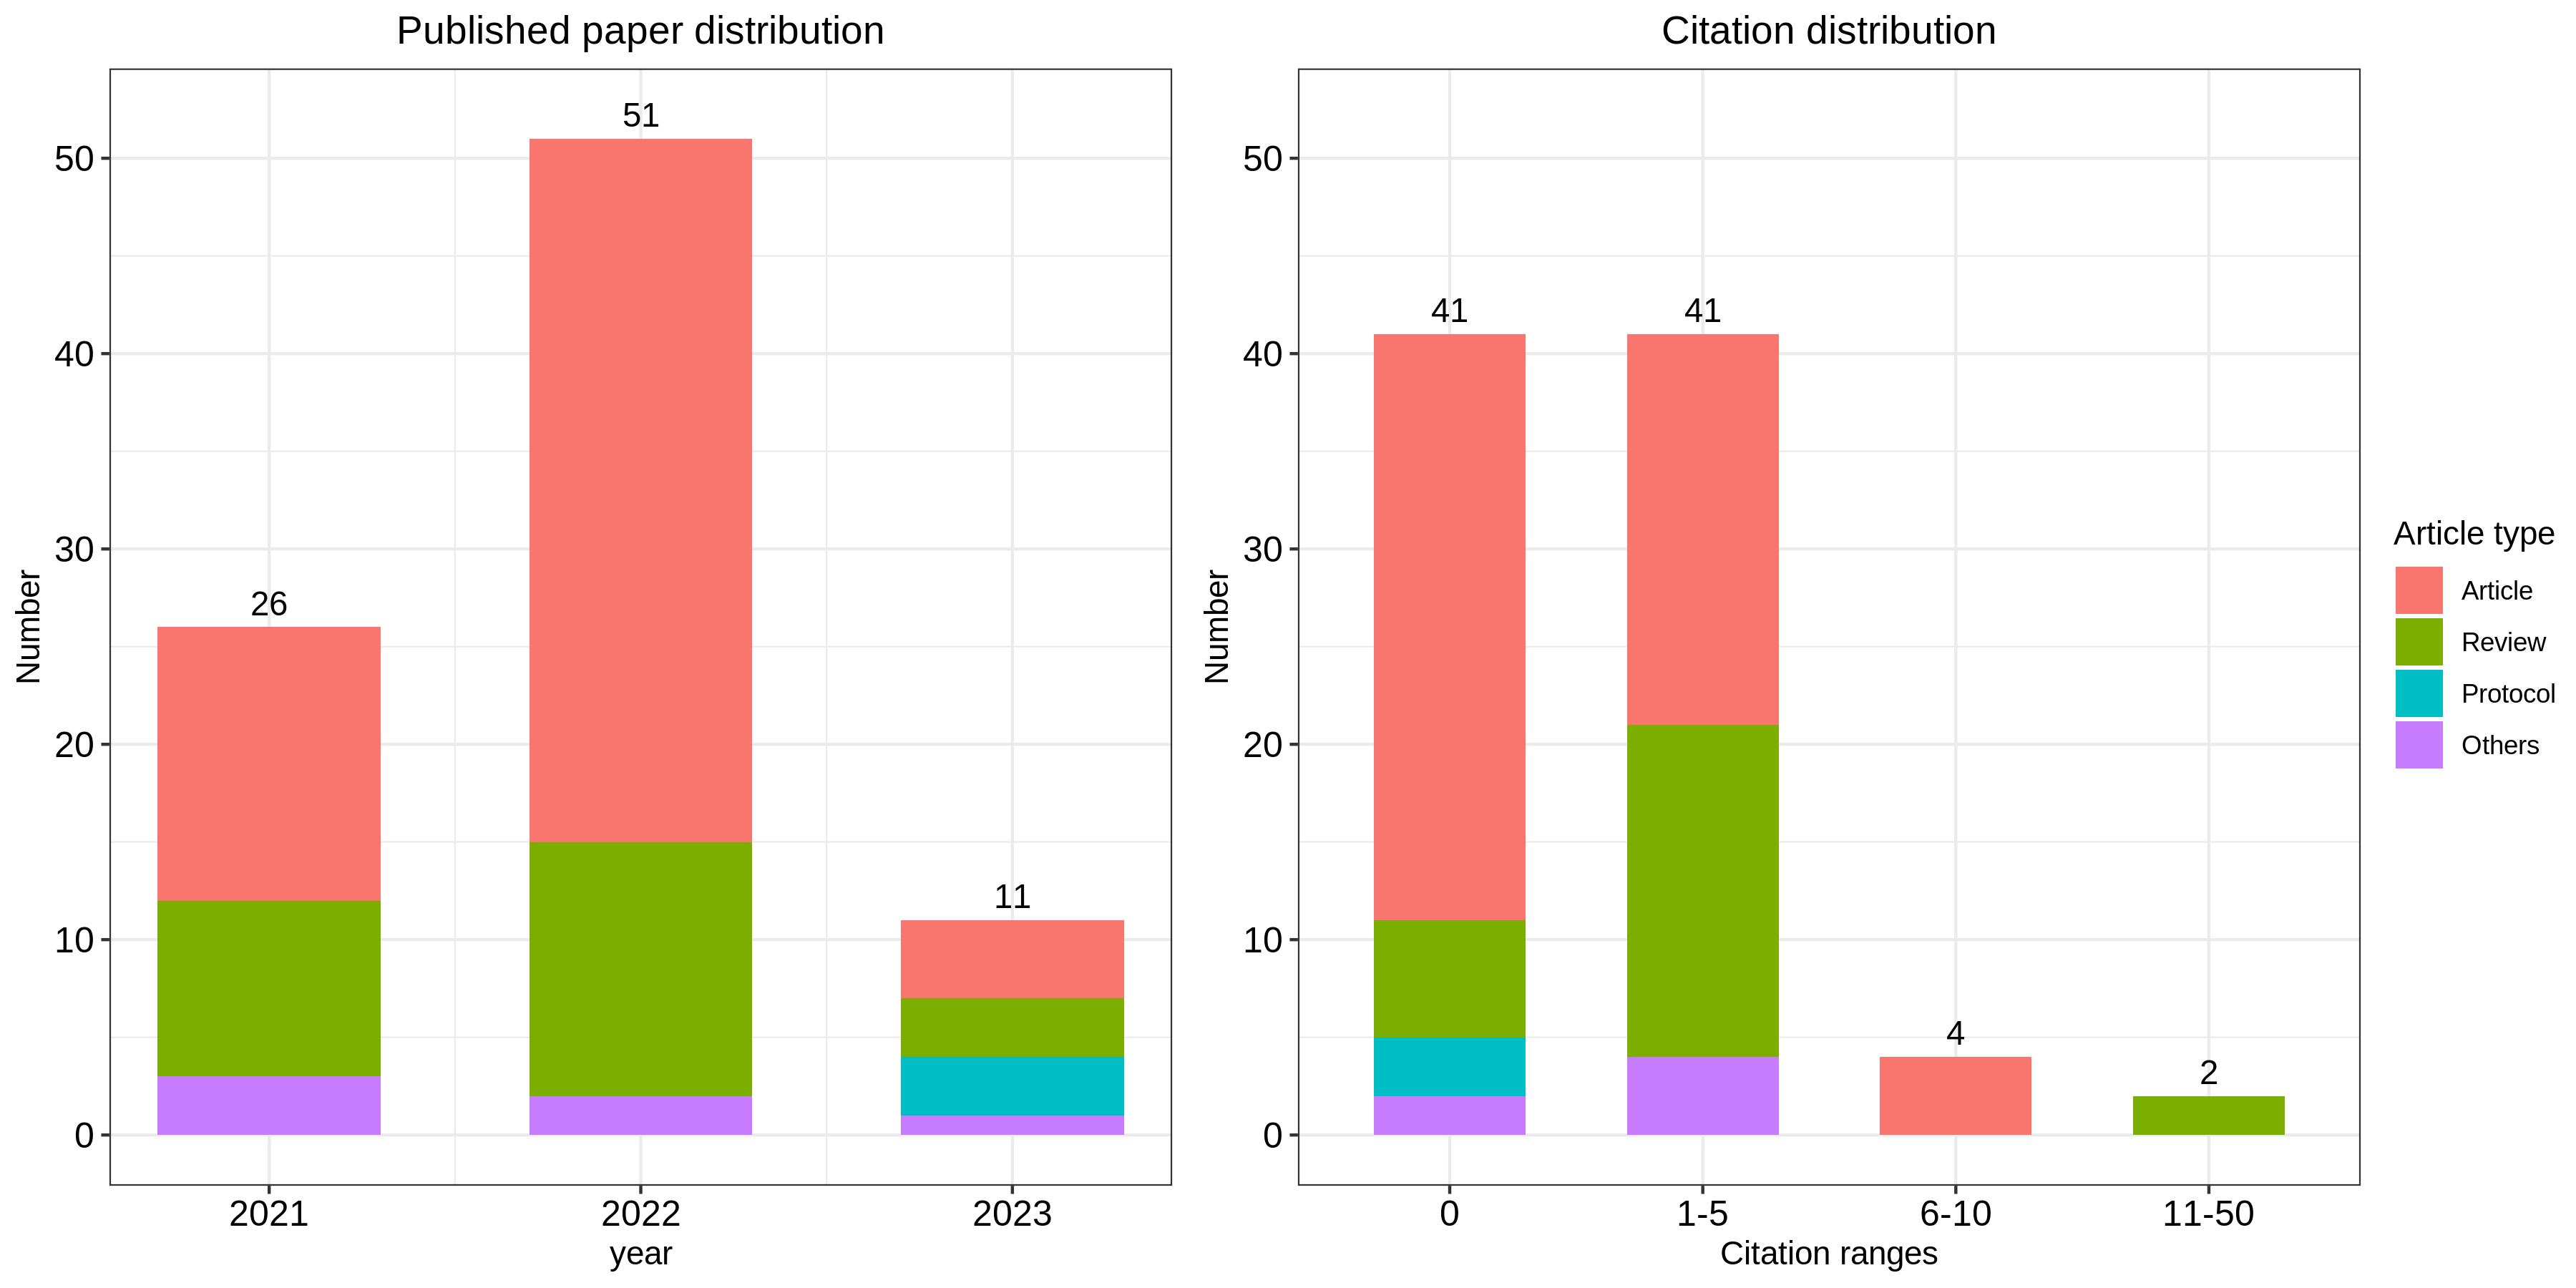 Published paper distribution
Number
50
40
30
20
10
0
26
51
11
2021 2022 2023
year
Citation distribution
Number
50
40
30
20
10
0
41
41
4
2
0 1-5 6-10 11-50
Citation ranges
Article type
Article
Review
Protocol
Others